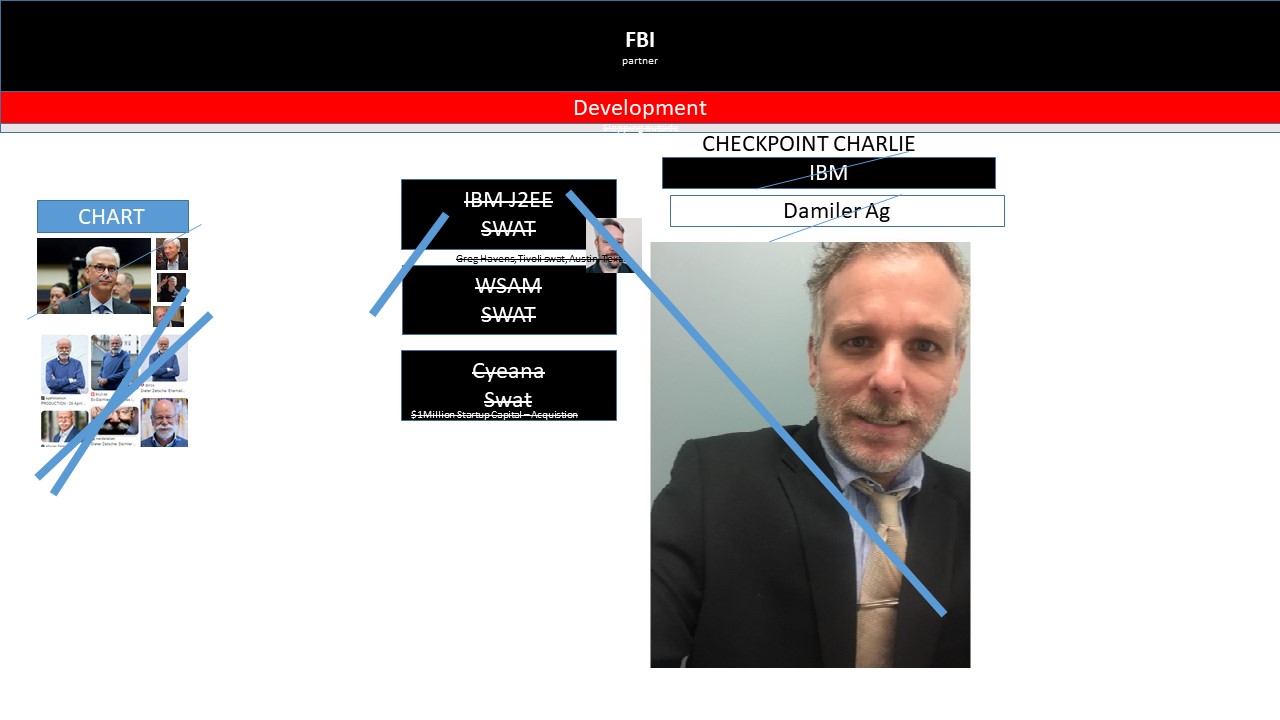 FBI
partner
Development
CHECKPOINT CHARLIE
IBM
Damiler Ag
CHART
IBM J2EE
SWAT
Greg Havens, Tivoli swat, Austin, Texas
WSAM
SWAT
Cyeana
Swat
$1Million Startup Capital – Acquistion